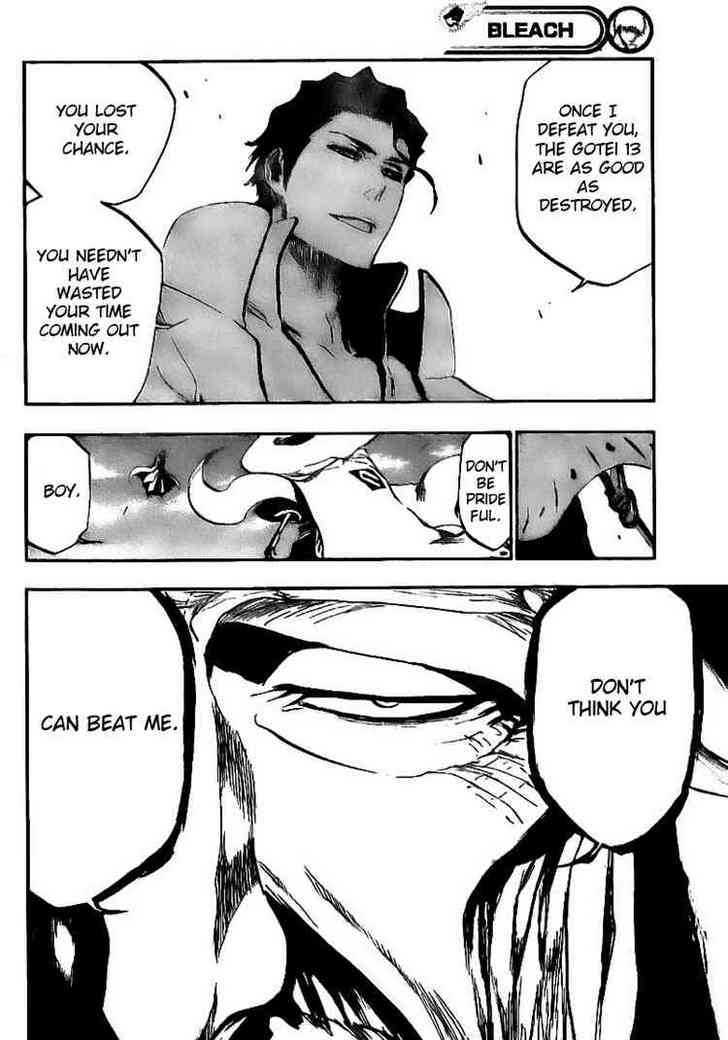 BLEACH
ONCE I
DEFEAT YOU,
THE GOTEI 13
ARE AS GOOD
AS
DESTROYED.
YOU LOST
YOUR
CHANCE.
YOU NEEDN'T
HAVE
WASTED
YOUR TIME
COMING OUT
NOW.
DON'T
BE
PRIDE
FUL.
BOY.
DON'T
THINK YOU
CAN BEAT ME.